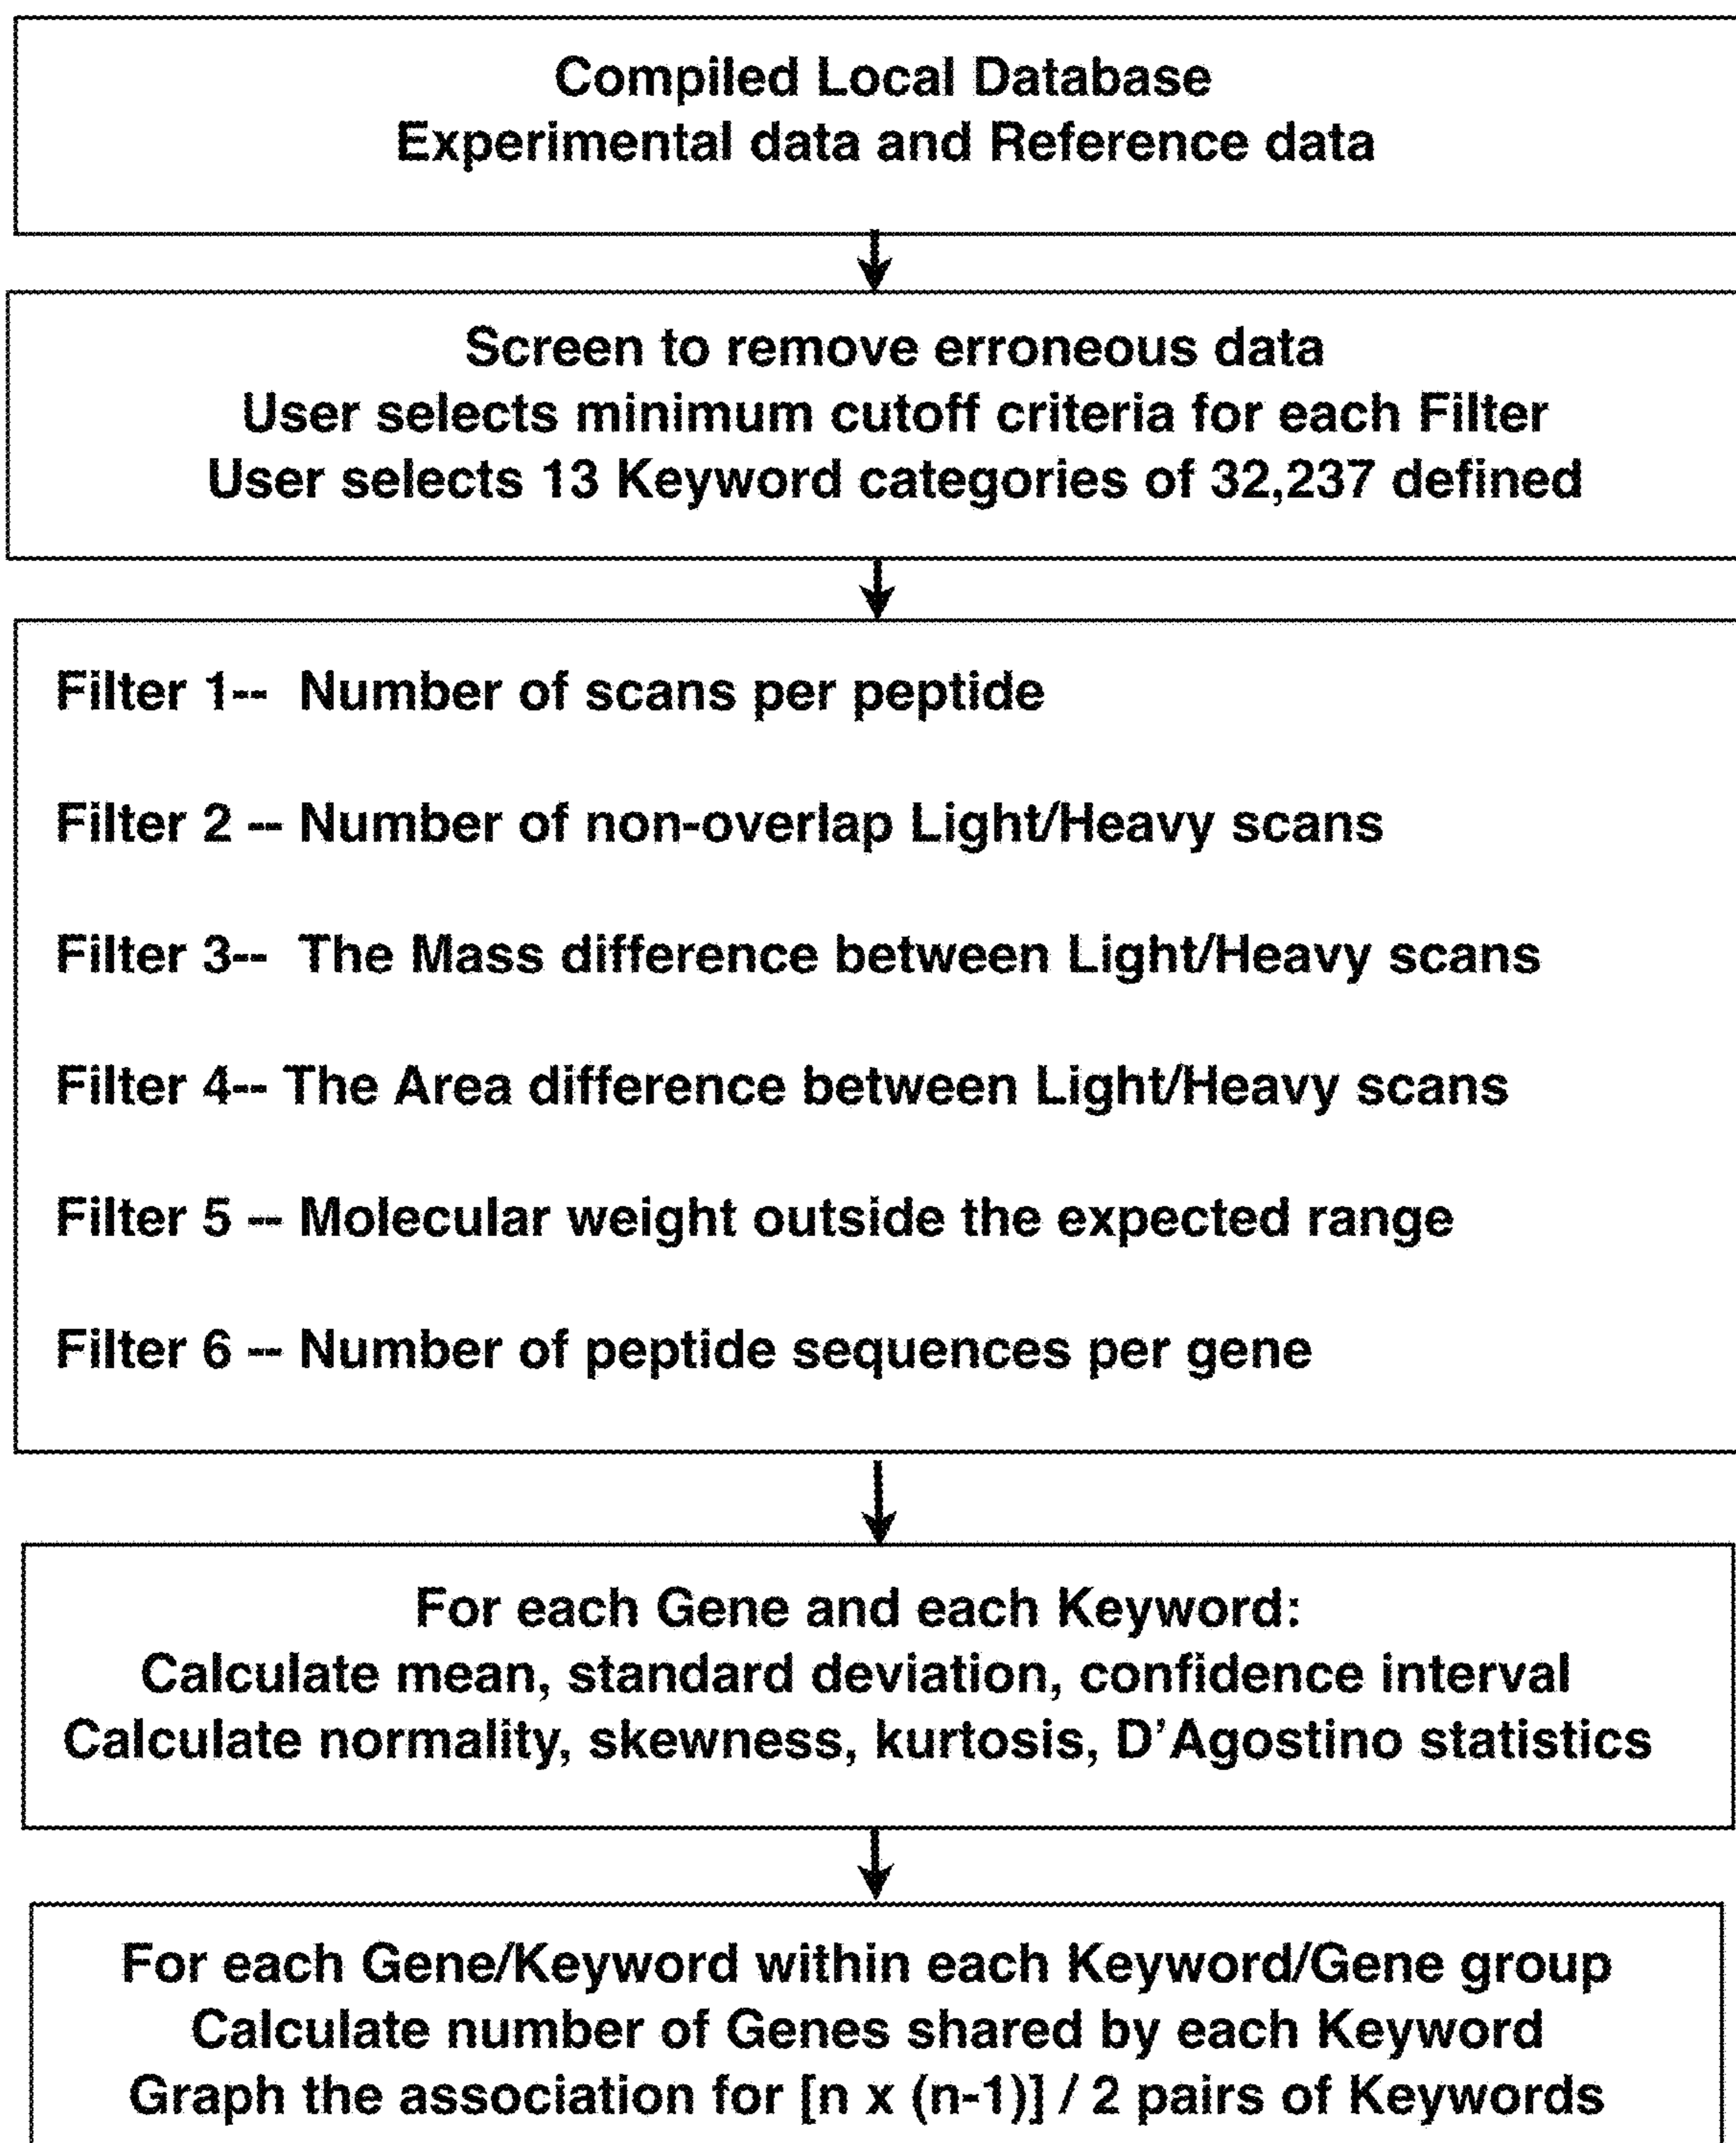 Compiled Local Database
Experimental data and Reference data
Screen to remove erroneous data
User selects minimum cutoff criteria for each Filter
User selects 13 Keyword categories of 32,237 defined
Filter 1-- Number of scans per peptide
Filter 2 -- Number of non-overlap Light/Heavy scans
Filter 3-- The Mass difference between Light/Heavy scans
Filter 4-- The Area difference between Light/Heavy scans
Filter 5 -- Molecular weight outside the expected range
Filter 6 -- Number of peptide sequences per gene
For each Gene and each Keyword:
Calculate mean, standard deviation, confidence interval
Calculate normality, skewness, kurtosis, D’Agostino statistics
For each Gene/Keyword within each Keyword/Gene group
Calculate number of Genes shared by each Keyword
Graph the association for [n x (n-1)] / 2 pairs of Keywords